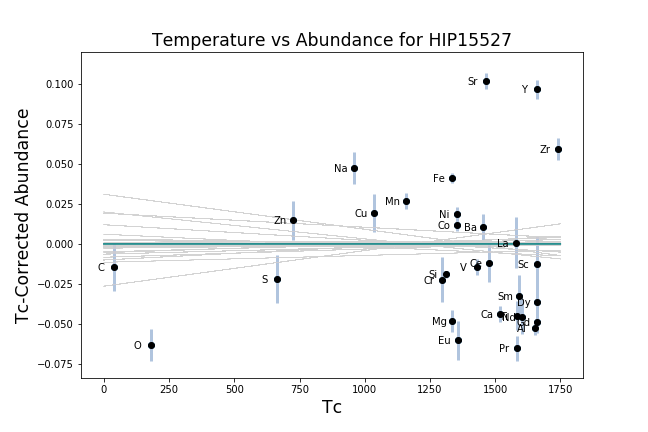 Temperature vs Abundance for HIP15527
Tc-Corrected Abundance
0.100
0.075
0.050
0.025
0.000
−0.025
−0.050
−0.075
Sr
Y
Zr
Na
Fe
Mn
Cu
Ni
Zn
Co
Ba
La
C
V
Ce
Sc
S
Si
Cr
Sm
Dy
Mg
Ca
Nd
Gd
Al
O
Eu
Pr
0
250
500
750
1000
1250
1500
1750
Tc